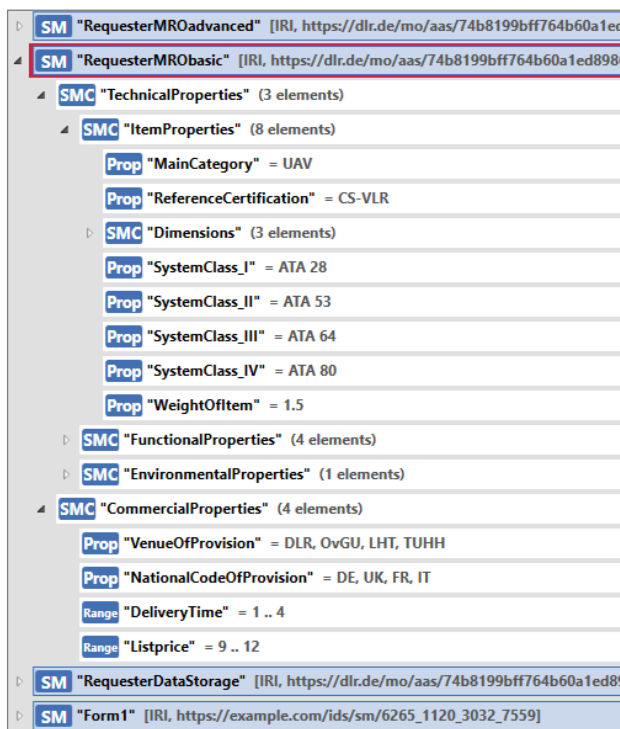 SM "RequesterMROadvanced" [IRI, https://dlr.de/mo/aas/74b8199bff764b60a1ed
SM "RequesterMRObasic" [IRI, https://dlr.de/mo/aas/74b8199bff764b60a1ed898
SMC "TechnicalProperties" (3 elements)
SMC "ItemProperties" (8 elements)
Prop "MainCategory" = UAV
Prop "ReferenceCertification" = CS-VLR
SMC "Dimensions" (3 elements)
Prop "SystemClass_I" = ATA 28
Prop "SystemClass_II" = ATA 53
Prop "SystemClass_III" = ATA 64
Prop "SystemClass_IV" = ATA 80
Prop "WeightOfItem" = 1.5
SMC "FunctionalProperties" (4 elements)
SMC "EnvironmentalProperties" (1 elements)
SMC "CommercialProperties" (4 elements)
Prop "VenueOfProvision" = DLR, OvGU, LHT, TUHH
Prop "NationalCodeOfProvision" = DE, UK, FR, IT
Range "DeliveryTime" = 1 .. 4
Range "Listprice" = 9 .. 12
SM "RequesterDataStorage" [IRI, https://dlr.de/mo/aas/74b8199bff764b60a1ed8
SM "Form1" [IRI, https://example.com/ids/sm/6265_1120_3032_7559]